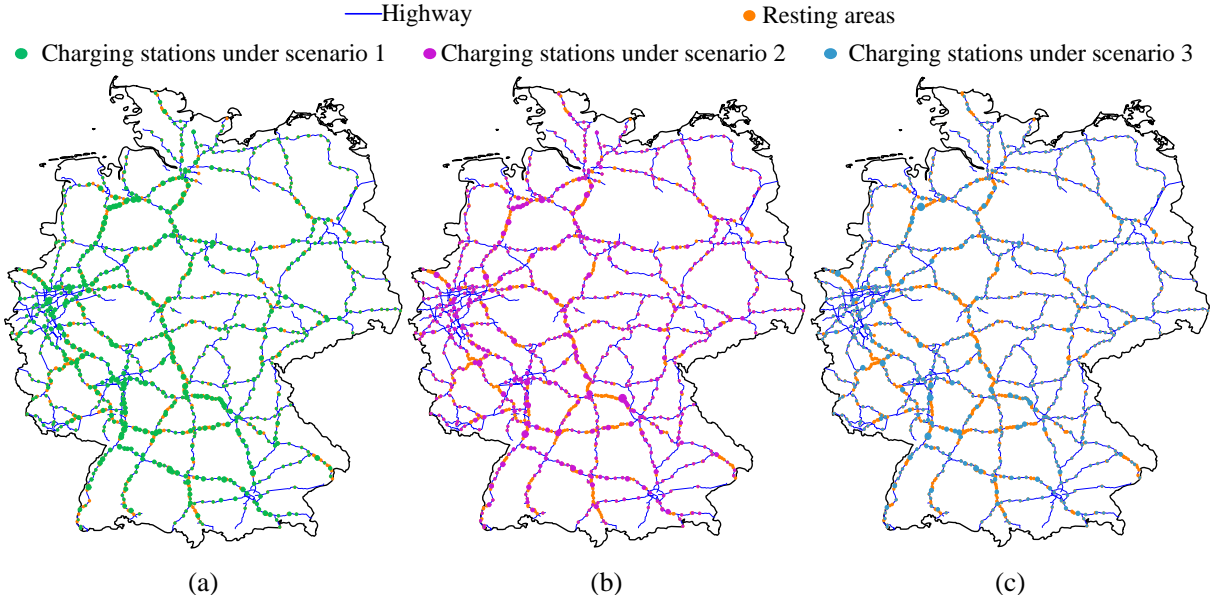 Highway
Resting areas
Charging stations under scenario 1
Charging stations under scenario 2
Charging stations under scenario 3
(a)
(b)
(c)